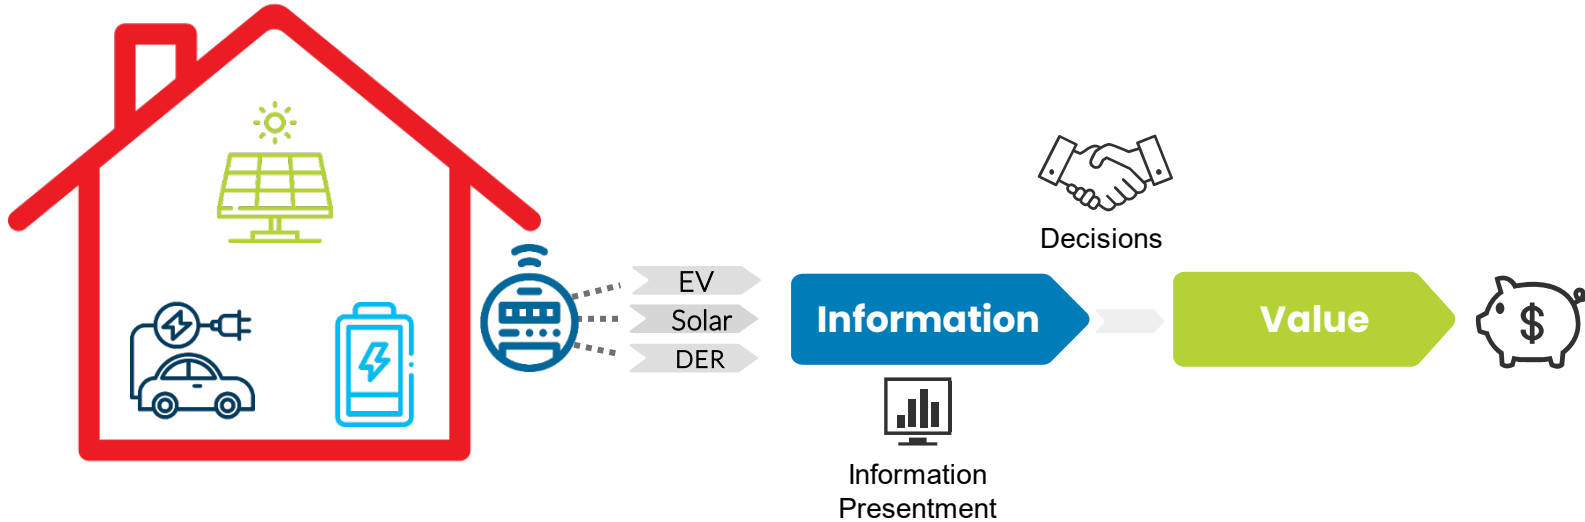 Decisions
EV
Solar
DER
Information
Value
$
Information
Presentment